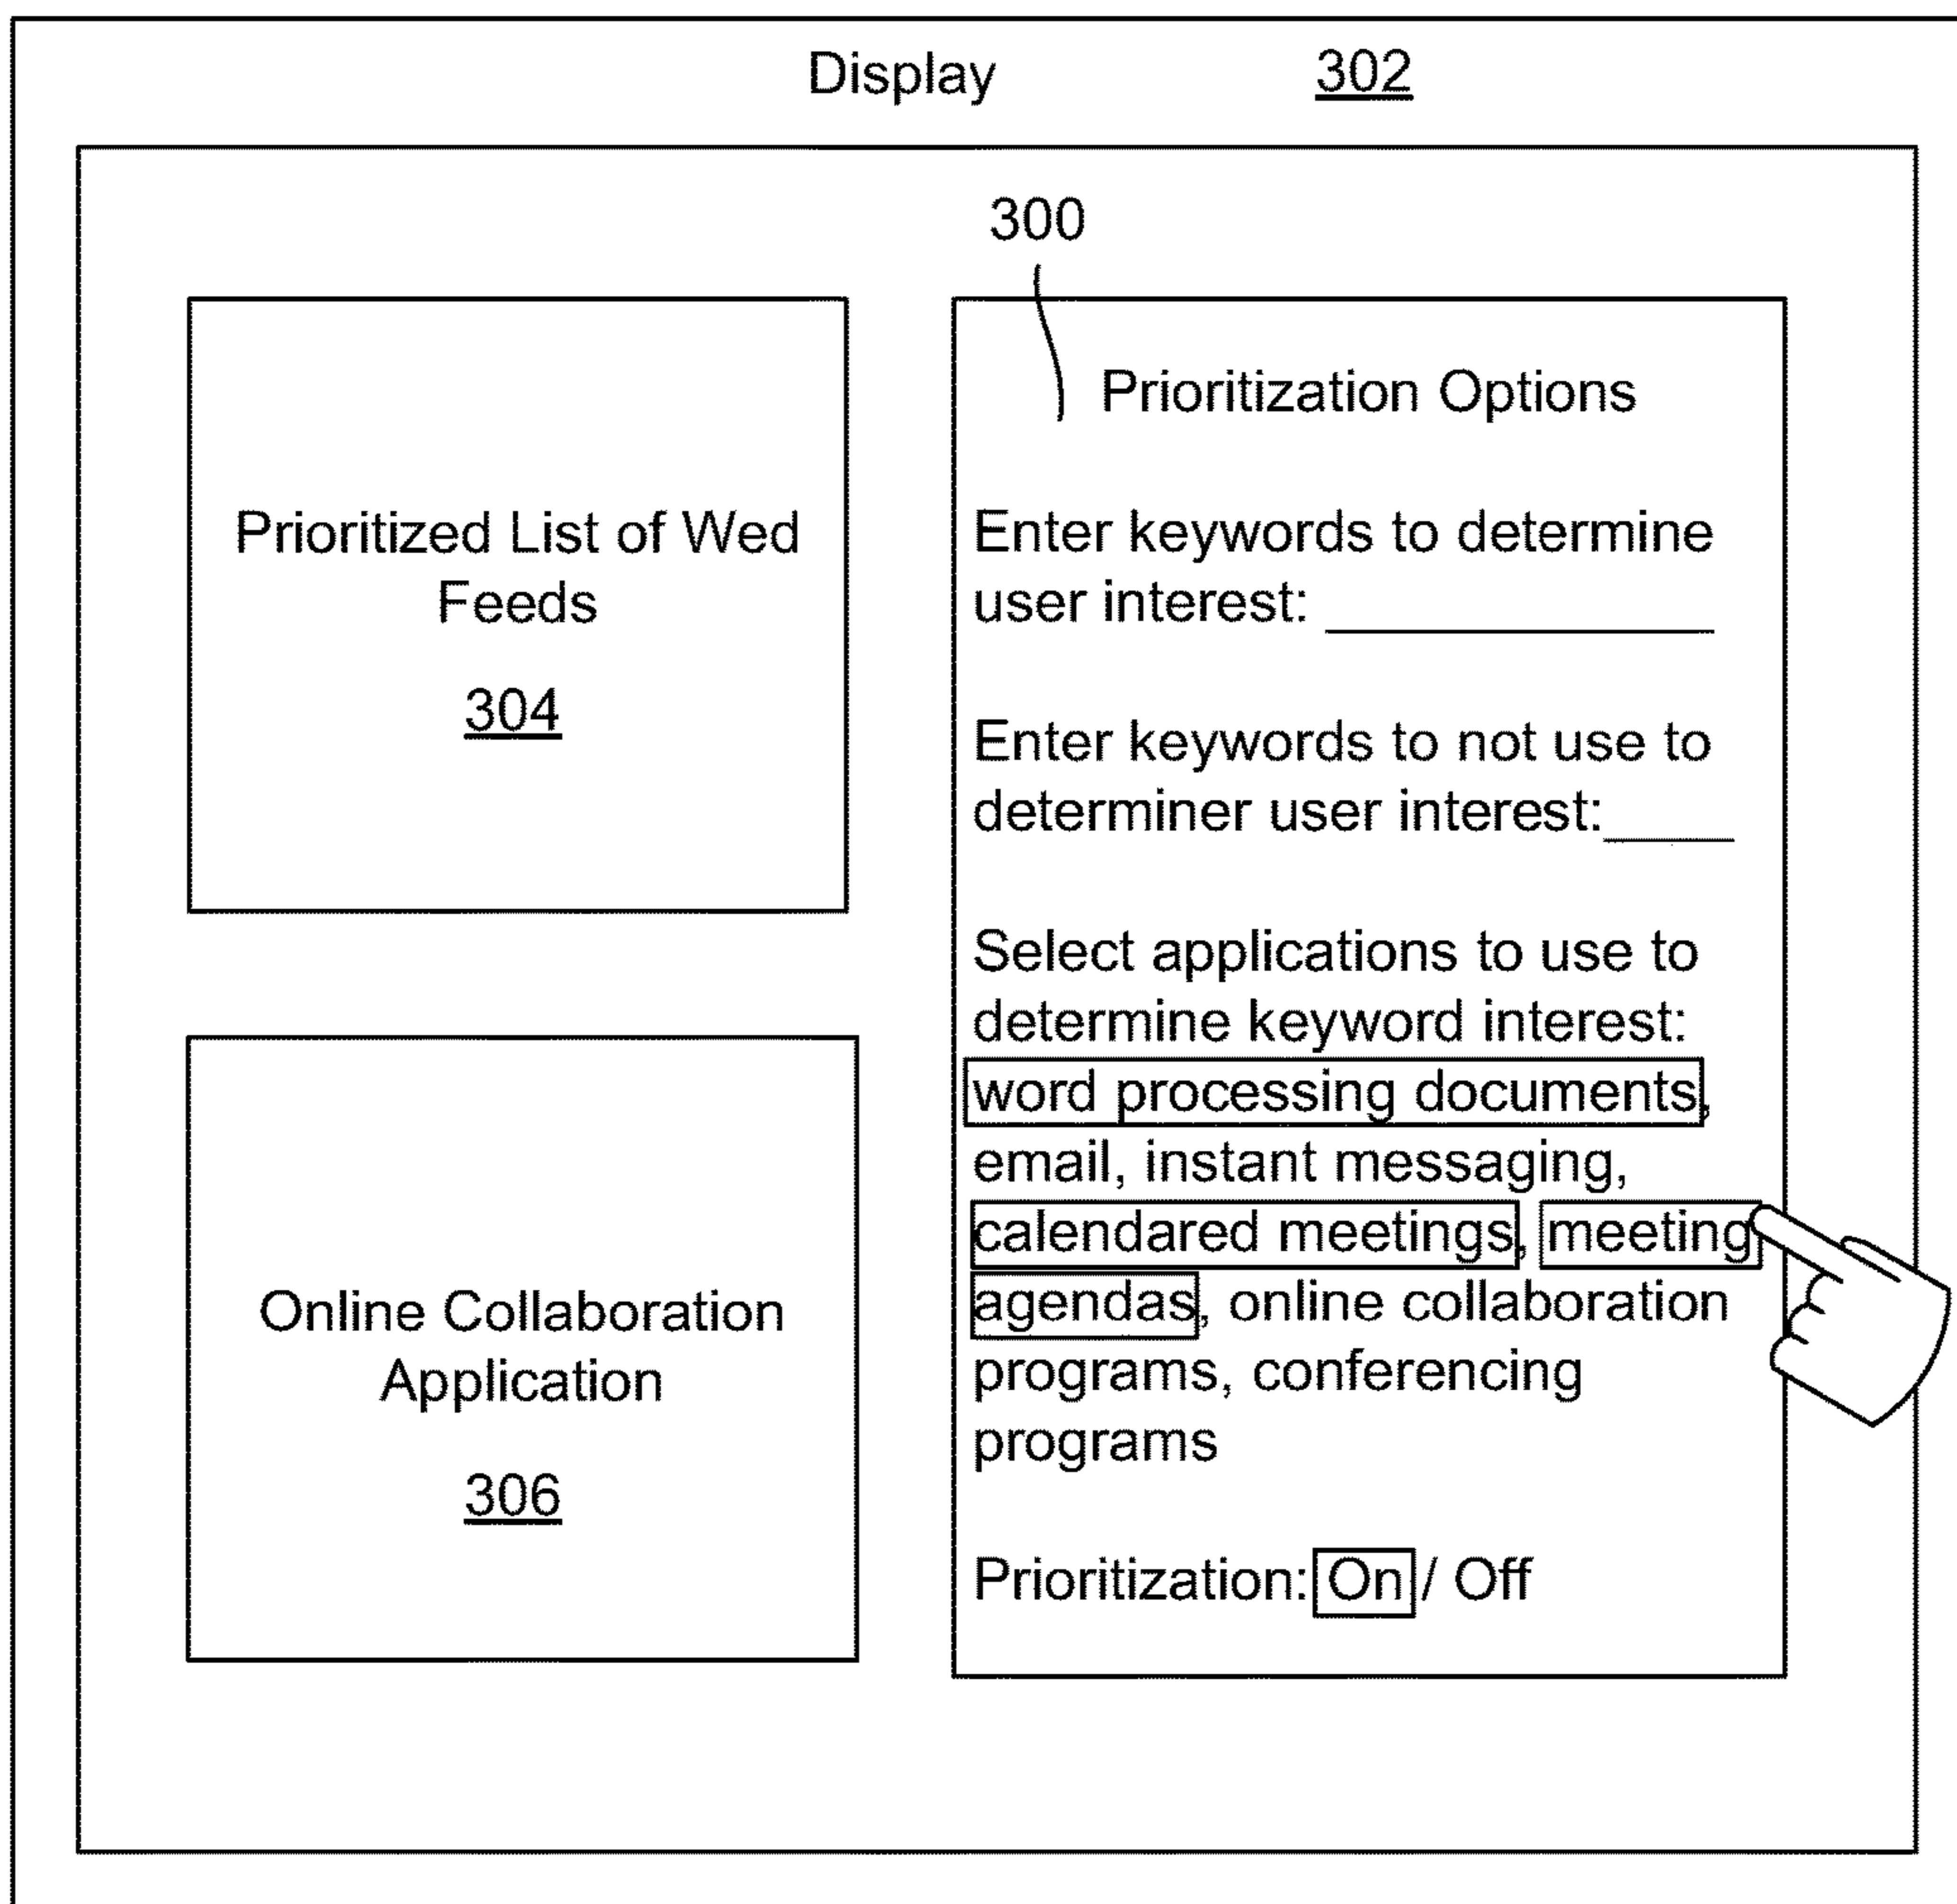 Display 302
300
Prioritized List of Wed
Feeds
304
Online Collaboration
Application
306
Prioritization Options
Enter keywords to determine
user interest:
Enter keywords to not use to
determiner user interest:
Select applications to use to
determine keyword interest:
word processing documents,
email, instant messaging,
calendared meetings, meeting
agendas, online collaboration
programs, conferencing
programs
Prioritization: On / Off